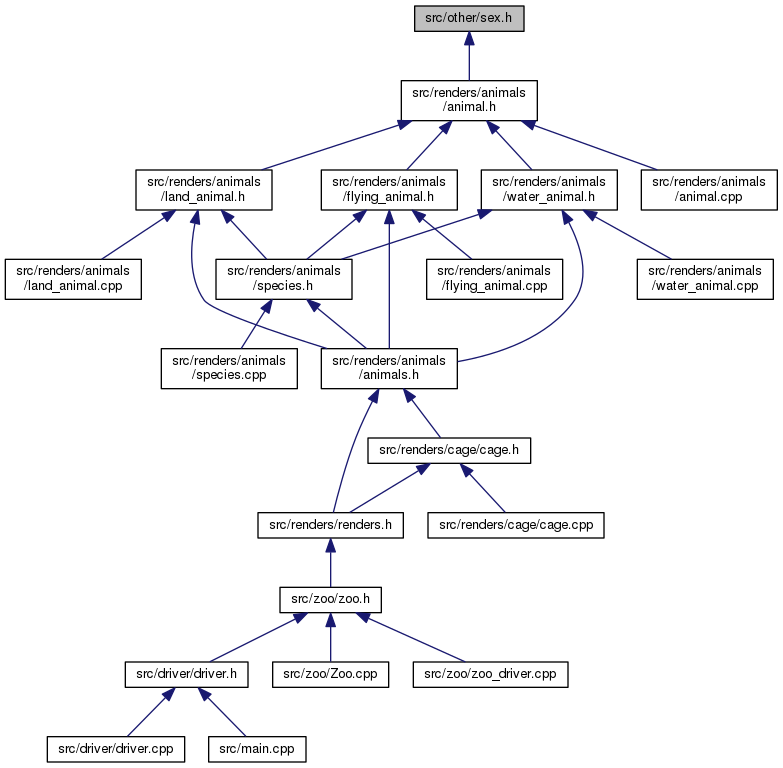 src/other/sex.h
src/renders/animals
/animal.h
src/renders/animals
/land_animal.h
src/renders/animals
/flying_animal.h
src/renders/animals
/water_animal.h
src/renders/animals
/animal.cpp
src/renders/animals
/land_animal.cpp
src/renders/animals
/species.h
src/renders/animals
/flying_animal.cpp
src/renders/animals
/water_animal.cpp
src/renders/animals
/species.cpp
src/renders/animals
/animals.h
src/renders/cage/cage.h
src/renders/renders.h
src/renders/cage/cage.cpp
src/zoo/zoo.h
src/driver/driver.h
src/zoo/Zoo.cpp
src/zoo/zoo_driver.cpp
src/driver/driver.cpp
src/main.cpp